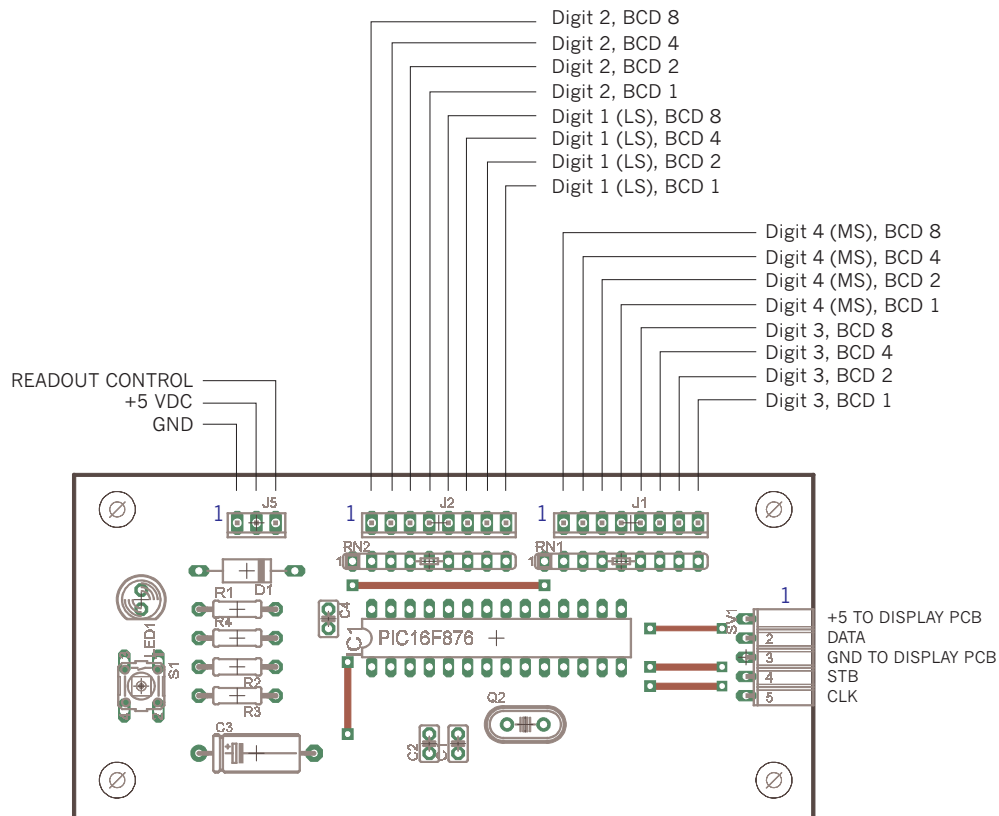 Digit 2, BCD 8
Digit 2, BCD 4
Digit 2, BCD 2
Digit 2, BCD 1
Digit 1 (LS), BCD 8
Digit 1 (LS), BCD 4
Digit 1 (LS), BCD 2
Digit 1 (LS), BCD 1
Digit 4 (MS), BCD 8
Digit 4 (MS), BCD 4
Digit 4 (MS), BCD 2
Digit 4 (MS), BCD 1
Digit 3, BCD 8
Digit 3, BCD 4
Digit 3, BCD 2
Digit 3, BCD 1
READOUT CONTROL
+5 VDC
GND
1 J5
1 J2
1 J1
1 RN2
1 RN1
D1
R1
R4
R2
R3
LED1
S1
C3
C4
IC1
PIC16F876
C2
Q2
SV1
1
2
3
4
5
+5 TO DISPLAY PCB
DATA
GND TO DISPLAY PCB
STB
CLK